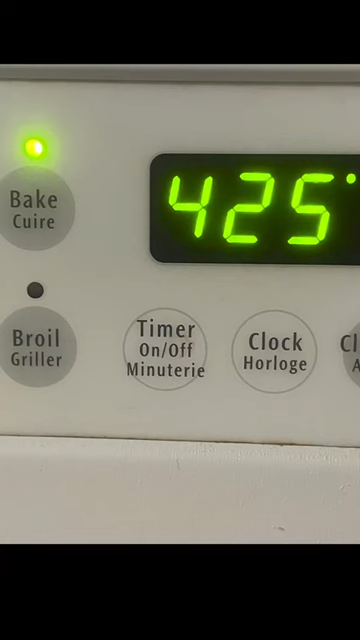 Bake
Cuire
425°
Broil
Griller
Timer
On/Off
Minuterie
Clock
Horloge